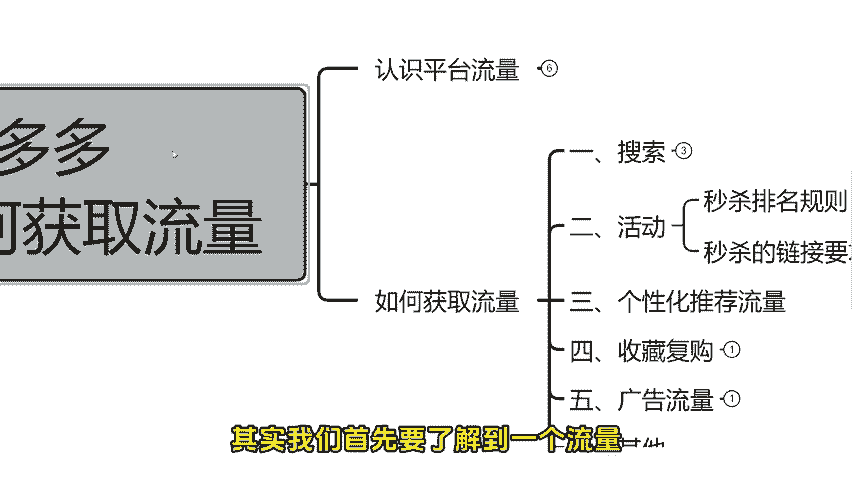 多多
何获取流量
认识平台流量 6
一、搜索 3
二、活动
秒杀排名规则
秒杀的链接要
如何获取流量
三、个性化推荐流量
四、收藏复购 1
五、广告流量 1
其他
其实我们首先要了解到一个流量